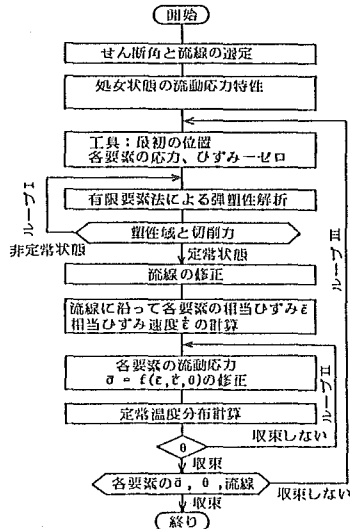 開始
せん断角と流線の選定
処女状態の流動応力特性
工具：最初の位置
各要素の応力、ひずみーゼロ
有限要素法による弾塑性解析
ループⅠ
塑性域と切削力
非定常状態
定常状態
流線の修正
流線に沿って各要素の相当ひずみε̄
相当ひずみ速度ε̄̇の計算
各要素の流動応力
σ̄ = f(ε̄,ε̄̇,θ)の修正
定常温度分布計算
ループⅡ
θ
収束しない
収束
各要素のσ̄, θ,流線
収束しない
ループⅢ
収束
終り